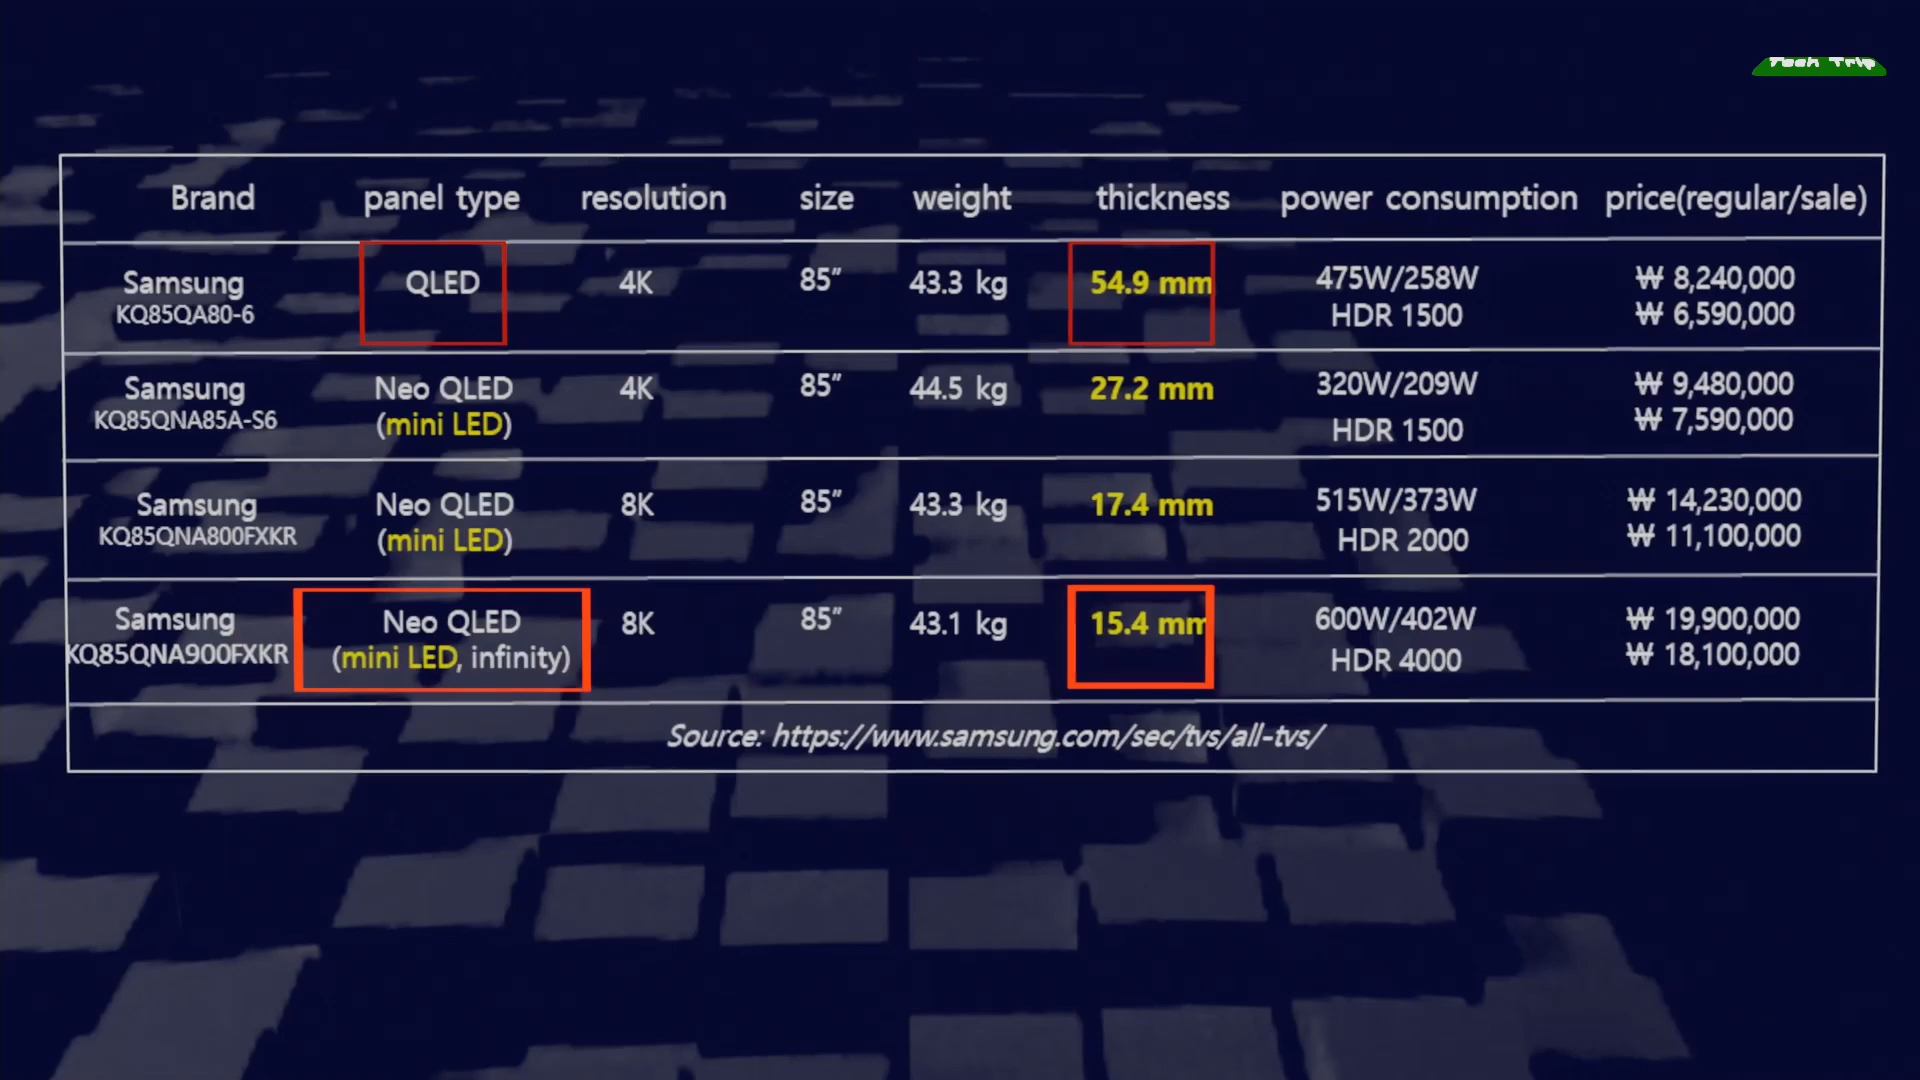 Tech Trip
Brand panel type resolution size weight thickness power consumption price(regular/sale)
Samsung QLED 4K 85” 43.3 kg 54.9 mm 475W/258W ₩ 8,240,000
KQ85QA80-6 HDR 1500 ₩ 6,590,000
Samsung Neo QLED 4K 85” 44.5 kg 27.2 mm 320W/209W ₩ 9,480,000
KQ85QNA85A-S6 (mini LED) HDR 1500 ₩ 7,590,000
Samsung Neo QLED 8K 85” 43.3 kg 17.4 mm 515W/373W ₩ 14,230,000
KQ85QNA800FXKR (mini LED) HDR 2000 ₩ 11,100,000
Samsung Neo QLED 8K 85” 43.1 kg 15.4 mm 600W/402W ₩ 19,900,000
KQ85QNA900FXKR (mini LED, infinity) HDR 4000 ₩ 18,100,000
Source: https://www.samsung.com/sec/tvs/all-tvs/